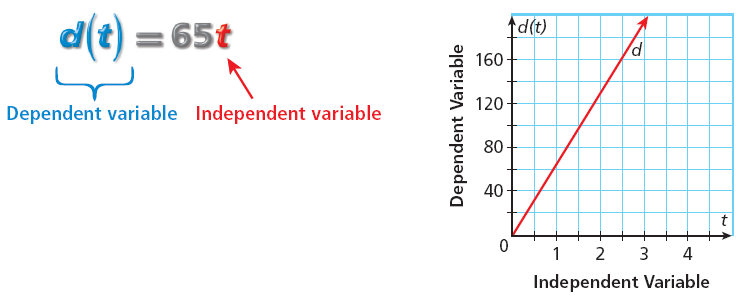 d(t) = 65t
Dependent variable
Independent variable
d(t)
d
Dependent Variable
160
120
80
40
0
1 2 3 4
t
Independent Variable